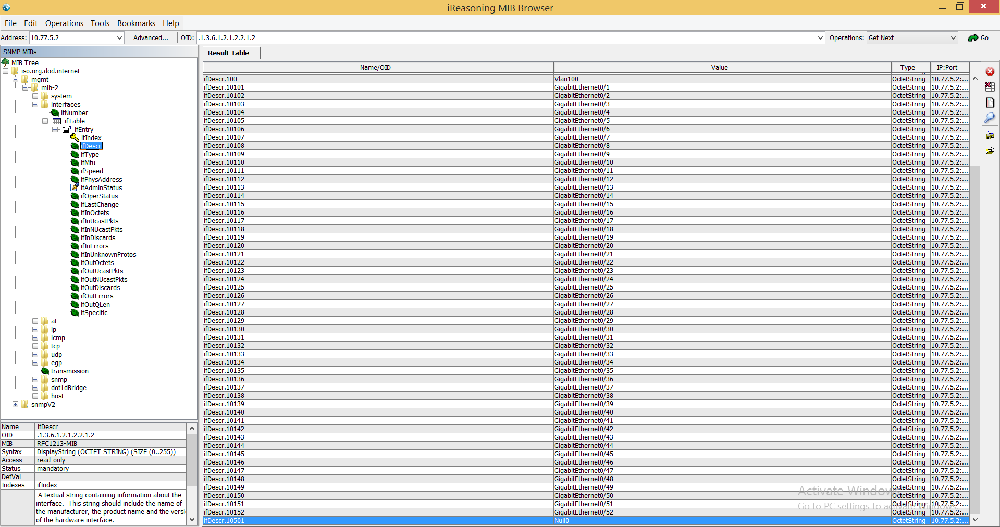 iReasoning MIB Browser
File Edit Operations Tools Bookmarks Help
Address: 10.77.5.2 Advanced... OID: .1.3.6.1.2.1.2.2.1.2 Operations: Get Next Go
SNMP MIBs
MIB Tree
iso.org.dod.internet
mgmt
mib-2
system
interfaces
ifNumber
ifTable
ifEntry
ifIndex
ifDescr
ifType
ifMtu
ifSpeed
ifPhysAddress
ifAdminStatus
ifOperStatus
ifLastChange
ifInOctets
ifInUcastPkts
ifInNUcastPkts
ifInDiscards
ifInErrors
ifInUnknownProtos
ifOutOctets
ifOutUcastPkts
ifOutNUcastPkts
ifOutDiscards
ifOutErrors
ifOutQLen
ifSpecific
at
ip
icmp
tcp
udp
egp
transmission
snmp
dot1dBridge
host
snmpV2
Name ifDescr
OID .1.3.6.1.2.1.2.2.1.2
MIB RFC1213-MIB
Syntax DisplayString (OCTET STRING) (SIZE (0..255))
Access read-only
Status mandatory
DefVal
Indexes ifIndex
A textual string containing information about the
interface. This string should include the name of
the manufacturer, the product name and the versi
of the hardware interface.
Result Table
Name/OID Value Type IP:Port
ifDescr.100 Vlan100 OctetString 10.77.5.2:...
ifDescr.10101 GigabitEthernet0/1 OctetString 10.77.5.2:...
ifDescr.10102 GigabitEthernet0/2 OctetString 10.77.5.2:...
ifDescr.10103 GigabitEthernet0/3 OctetString 10.77.5.2:...
ifDescr.10104 GigabitEthernet0/4 OctetString 10.77.5.2:...
ifDescr.10105 GigabitEthernet0/5 OctetString 10.77.5.2:...
ifDescr.10106 GigabitEthernet0/6 OctetString 10.77.5.2:...
ifDescr.10107 GigabitEthernet0/7 OctetString 10.77.5.2:...
ifDescr.10108 GigabitEthernet0/8 OctetString 10.77.5.2:...
ifDescr.10109 GigabitEthernet0/9 OctetString 10.77.5.2:...
ifDescr.10110 GigabitEthernet0/10 OctetString 10.77.5.2:...
ifDescr.10111 GigabitEthernet0/11 OctetString 10.77.5.2:...
ifDescr.10112 GigabitEthernet0/12 OctetString 10.77.5.2:...
ifDescr.10113 GigabitEthernet0/13 OctetString 10.77.5.2:...
ifDescr.10114 GigabitEthernet0/14 OctetString 10.77.5.2:...
ifDescr.10115 GigabitEthernet0/15 OctetString 10.77.5.2:...
ifDescr.10116 GigabitEthernet0/16 OctetString 10.77.5.2:...
ifDescr.10117 GigabitEthernet0/17 OctetString 10.77.5.2:...
ifDescr.10118 GigabitEthernet0/18 OctetString 10.77.5.2:...
ifDescr.10119 GigabitEthernet0/19 OctetString 10.77.5.2:...
ifDescr.10120 GigabitEthernet0/20 OctetString 10.77.5.2:...
ifDescr.10121 GigabitEthernet0/21 OctetString 10.77.5.2:...
ifDescr.10122 GigabitEthernet0/22 OctetString 10.77.5.2:...
ifDescr.10123 GigabitEthernet0/23 OctetString 10.77.5.2:...
ifDescr.10124 GigabitEthernet0/24 OctetString 10.77.5.2:...
ifDescr.10125 GigabitEthernet0/25 OctetString 10.77.5.2:...
ifDescr.10126 GigabitEthernet0/26 OctetString 10.77.5.2:...
ifDescr.10127 GigabitEthernet0/27 OctetString 10.77.5.2:...
ifDescr.10128 GigabitEthernet0/28 OctetString 10.77.5.2:...
ifDescr.10129 GigabitEthernet0/29 OctetString 10.77.5.2:...
ifDescr.10130 GigabitEthernet0/30 OctetString 10.77.5.2:...
ifDescr.10131 GigabitEthernet0/31 OctetString 10.77.5.2:...
ifDescr.10132 GigabitEthernet0/32 OctetString 10.77.5.2:...
ifDescr.10133 GigabitEthernet0/33 OctetString 10.77.5.2:...
ifDescr.10134 GigabitEthernet0/34 OctetString 10.77.5.2:...
ifDescr.10135 GigabitEthernet0/35 OctetString 10.77.5.2:...
ifDescr.10136 GigabitEthernet0/36 OctetString 10.77.5.2:...
ifDescr.10137 GigabitEthernet0/37 OctetString 10.77.5.2:...
ifDescr.10138 GigabitEthernet0/38 OctetString 10.77.5.2:...
ifDescr.10139 GigabitEthernet0/39 OctetString 10.77.5.2:...
ifDescr.10140 GigabitEthernet0/40 OctetString 10.77.5.2:...
ifDescr.10141 GigabitEthernet0/41 OctetString 10.77.5.2:...
ifDescr.10142 GigabitEthernet0/42 OctetString 10.77.5.2:...
ifDescr.10143 GigabitEthernet0/43 OctetString 10.77.5.2:...
ifDescr.10144 GigabitEthernet0/44 OctetString 10.77.5.2:...
ifDescr.10145 GigabitEthernet0/45 OctetString 10.77.5.2:...
ifDescr.10146 GigabitEthernet0/46 OctetString 10.77.5.2:...
ifDescr.10147 GigabitEthernet0/47 OctetString 10.77.5.2:...
ifDescr.10148 GigabitEthernet0/48 OctetString 10.77.5.2:...
ifDescr.10149 GigabitEthernet0/49 OctetString 10.77.5.2:...
ifDescr.10150 GigabitEthernet0/50 OctetString 10.77.5.2:...
ifDescr.10151 GigabitEthernet0/51 OctetString 10.77.5.2:...
ifDescr.10152 GigabitEthernet0/52 OctetString 10.77.5.2:...
ifDescr.10501 Null0 OctetString 10.77.5.2:...
Activate Windows
Go to PC settings to activate Windows.